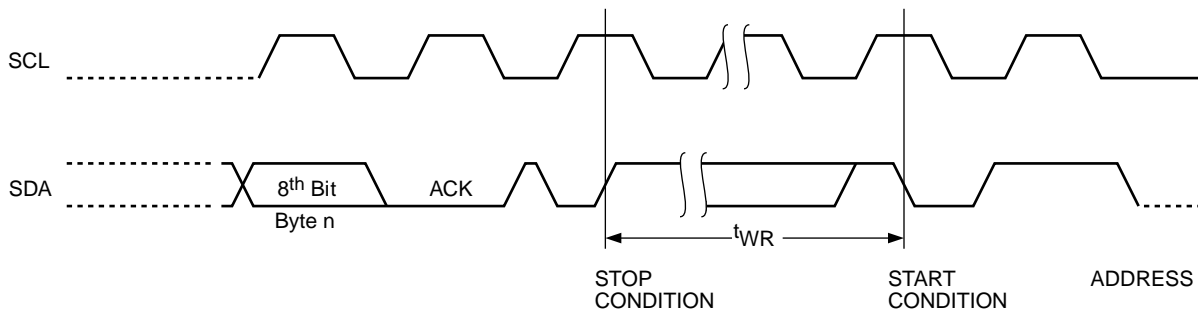 SCL
SDA
8th Bit
ACK
Byte n
tWR
STOP
CONDITION
START
CONDITION
ADDRESS